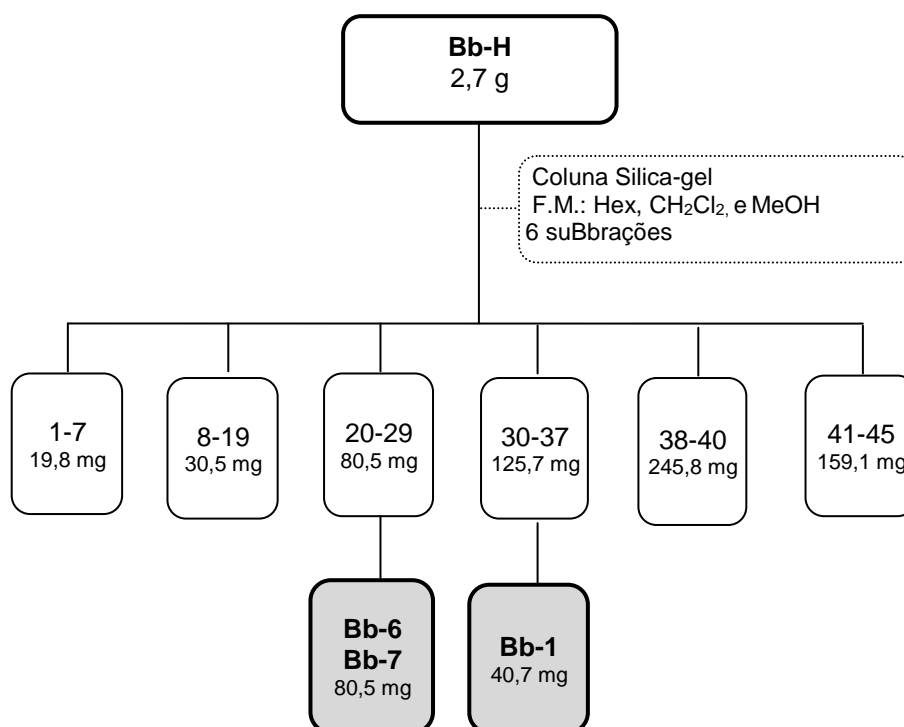 Bb-H
2,7 g
Coluna Silica-gel
F.M.: Hex, CH₂Cl₂, e MeOH
6 suBbrações
1-7
19,8 mg
8-19
30,5 mg
20-29
80,5 mg
30-37
125,7 mg
38-40
245,8 mg
41-45
159,1 mg
Bb-6
Bb-7
80,5 mg
Bb-1
40,7 mg